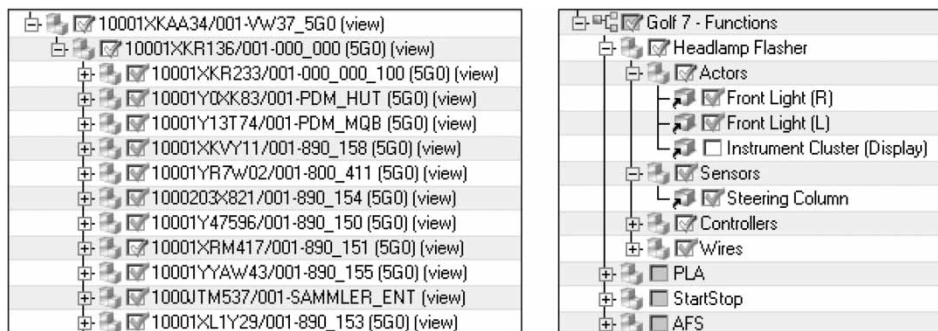 10001XKAA34/001-VW37_5G0 (view)
10001XKR136/001-000_000 (5G0) (view)
10001XKR233/001-000_000_100 (5G0) (view)
10001Y0XK83/001-PDM_HUT (5G0) (view)
10001Y13T74/001-PDM_MQB (5G0) (view)
10001XKVY11/001-890_158 (5G0) (view)
10001YR7W02/001-800_411 (5G0) (view)
1000203X821/001-890_154 (5G0) (view)
10001Y47596/001-890_150 (5G0) (view)
10001XRM417/001-890_151 (5G0) (view)
10001YYAW43/001-890_155 (5G0) (view)
1000JTM537/001-SAMMLER_ENT (view)
10001XL1Y29/001-890_153 (5G0) (view)
Golf 7 - Functions
Headlamp Flasher
Actors
Front Light (R)
Front Light (L)
Instrument Cluster (Display)
Sensors
Steering Column
Controllers
Wires
PLA
StartStop
AFS